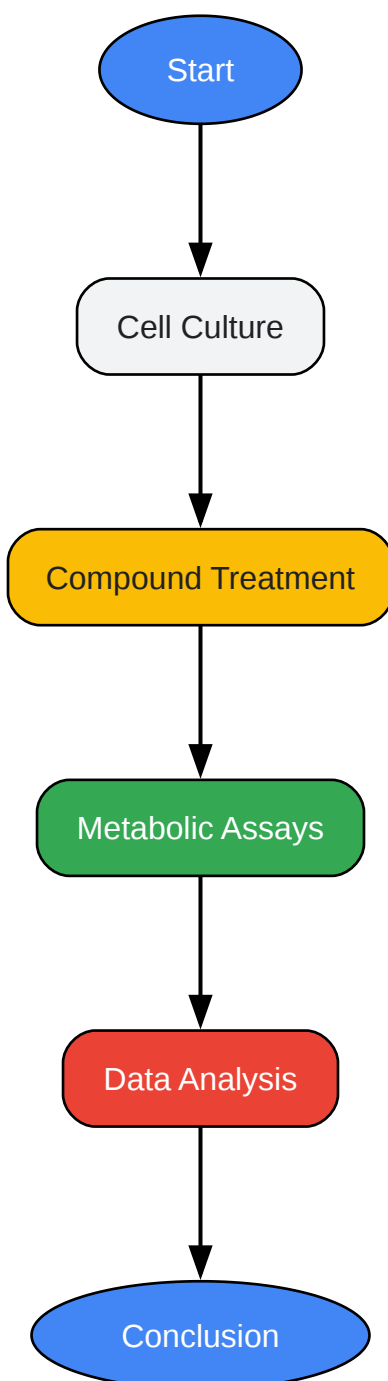 Start
Cell Culture
Compound Treatment
Metabolic Assays
Data Analysis
Conclusion